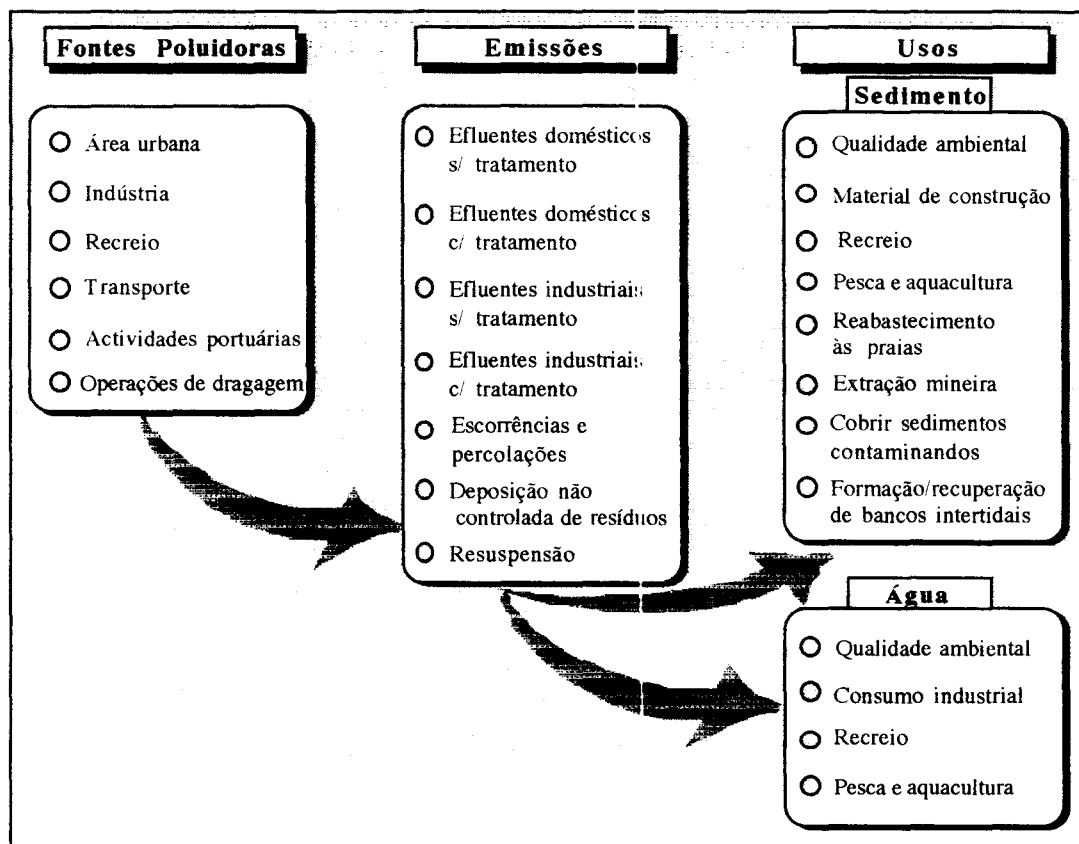 Fontes Poluidoras
Área urbana
Indústria
Recreio
Transporte
Actividades portuárias
Operações de dragagem
Emissões
Efluentes domésticos
s/ tratamento
Efluentes domésticos
c/ tratamento
Efluentes industriais
s/ tratamento
Efluentes industriais
c/ tratamento
Escorrências e
percolações
Deposição não
controlada de resíduos
Resuspensão
Usos
Sedimento
Qualidade ambiental
Material de construção
Recreio
Pesca e aquacultura
Reabastecimento
às praias
Extração mineira
Cobrir sedimentos
contaminandos
Formação/recuperação
de bancos intertidais
Água
Qualidade ambiental
Consumo industrial
Recreio
Pesca e aquacultura